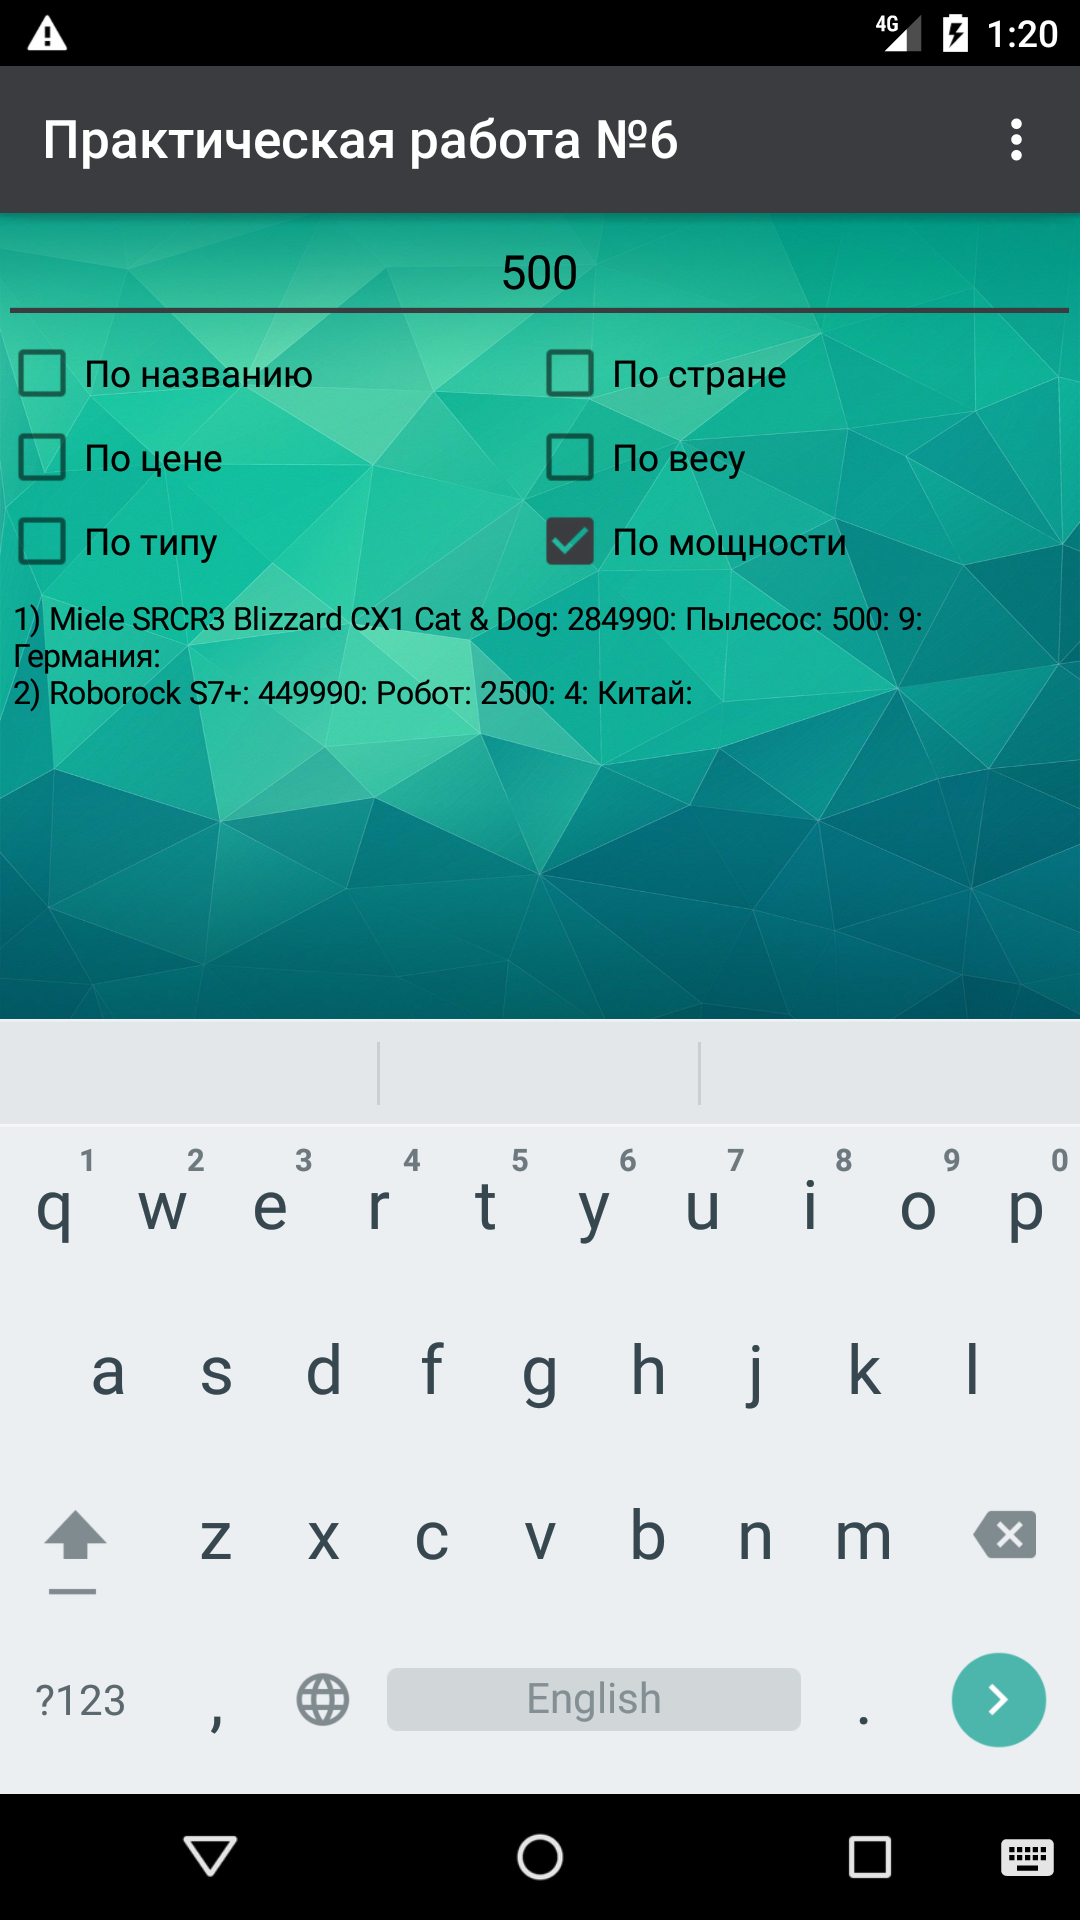 4G 1:20
Практическая работа №6
500
По названию По стране
По цене По весу
По типу По мощности
1) Miele SRCR3 Blizzard CX1 Cat & Dog: 284990: Пылесос: 500: 9:
Германия:
2) Roborock S7+: 449990: Робот: 2500: 4: Китай:
1 2 3 4 5 6 7 8 9 0
q w e r t y u i o p
a s d f g h j k l
z x c v b n m
?123 , English .